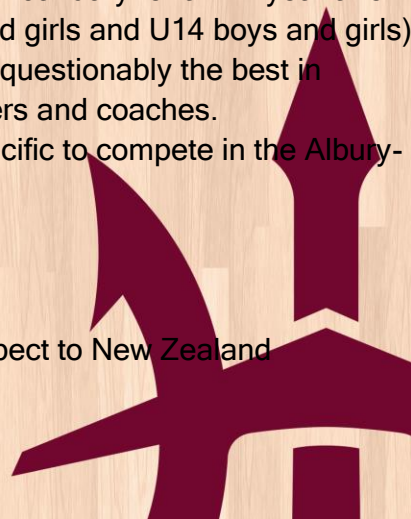 d girls and U14 boys and girls)
questionably the best in
ers and coaches.
cific to compete in the Albury-
pect to New Zealand